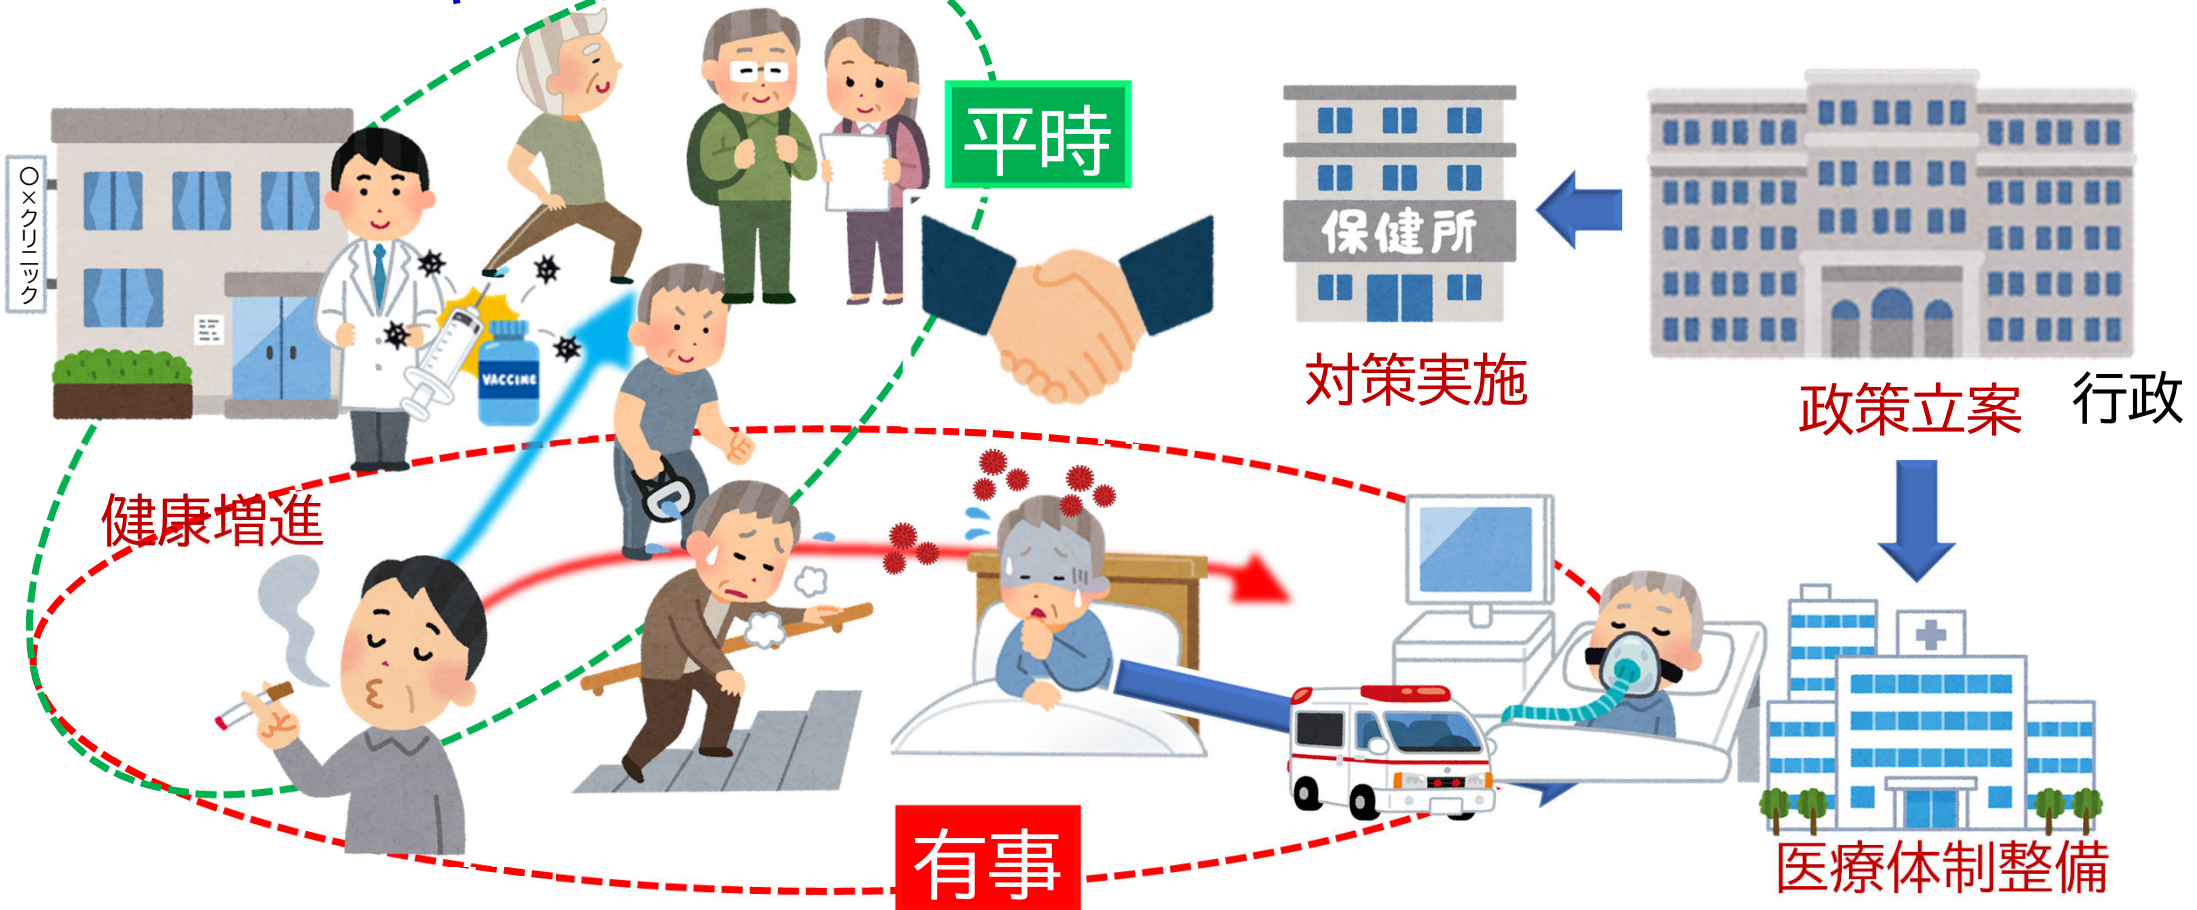 平時
〇×クリニック
保健所
VACCINE
対策実施
政策立案
行政
健康増進
有事
医療体制整備